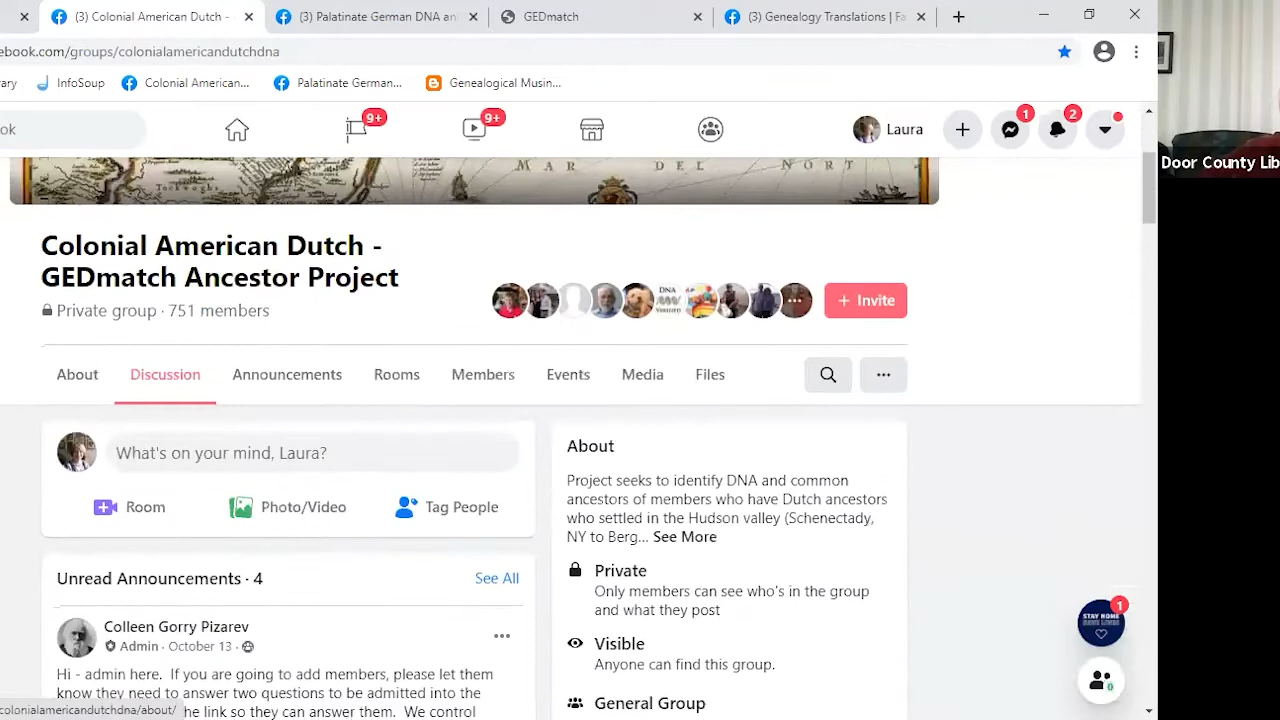 (3) Colonial American Dutch -
(3) Palatinate German DNA an
GEDmatch
(3) Genealogy Translations | Fa
ebook.com/groups/colonialamericandutchdna
ary
InfoSoup
Colonial American...
Palatinate German...
Genealogical Musin...
ok
9+
9+
Laura
1
2
MAR DEL NORT
Door County Lib
Colonial American Dutch -
GEDmatch Ancestor Project
Private group · 751 members
DNA
VERIFIED
+ Invite
About
Discussion
Announcements
Rooms
Members
Events
Media
Files
What's on your mind, Laura?
Room
Photo/Video
Tag People
Unread Announcements · 4
See All
Colleen Gorry Pizarev
Admin · October 13 ·
Hi - admin here. If you are going to add members, please let them
know they need to answer two questions to be admitted into the
he link so they can answer them. We control
colonialamericandutchdna/about/
About
Project seeks to identify DNA and common
ancestors of members who have Dutch ancestors
who settled in the Hudson valley (Schenectady,
NY to Berg... See More
Private
Only members can see who's in the group
and what they post
Visible
Anyone can find this group.
General Group
STAY HOME
SAVE LIVES
1
0